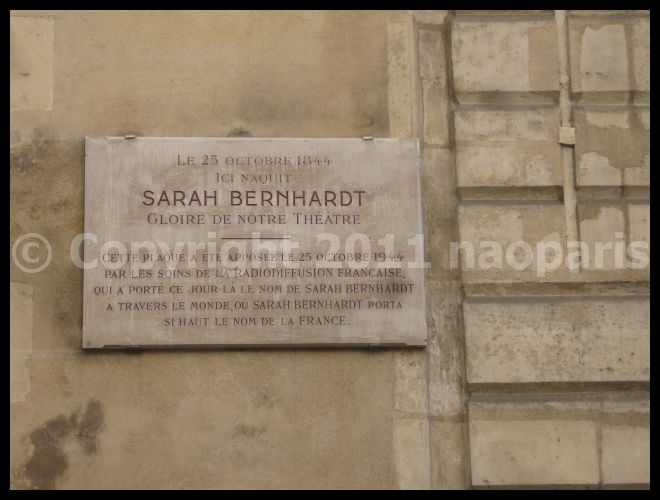 LE 25 OCTOBRE 1844
ICI NAQUIT
SARAH BERNHARDT
GLOIRE DE NOTRE THÉÂTRE
CETTE PLAQUE A ÉTÉ APPOSÉE LE 25 OCTOBRE 1944
PAR LES SOINS DE LA RADIODIFFUSION FRANÇAISE,
QUI A PORTÉ CE JOUR LÀ LE NOM DE SARAH BERNHARDT
A TRAVERS LE MONDE, OÙ SARAH BERNHARDT PORTA
SI HAUT LE NOM DE LA FRANCE.
© Copyright 2011 naoparis